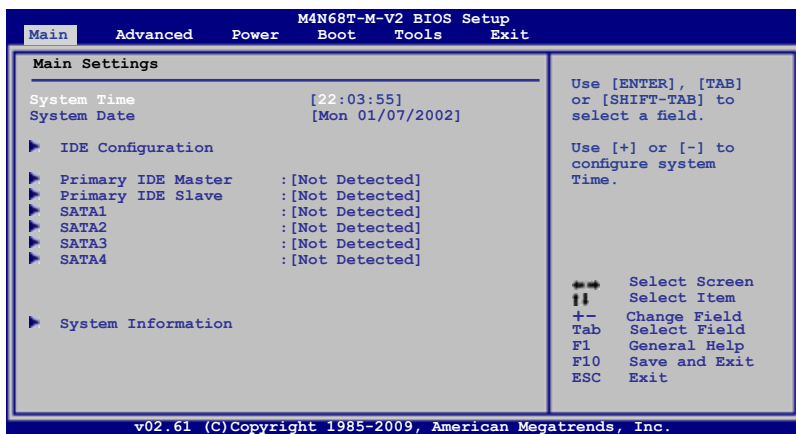 M4N68T-M-V2 BIOS Setup
Main Advanced Power Boot Tools Exit
Main Settings
System Time [22:03:55]
System Date [Mon 01/07/2002]
IDE Configuration
Primary IDE Master :[Not Detected]
Primary IDE Slave :[Not Detected]
SATA1 :[Not Detected]
SATA2 :[Not Detected]
SATA3 :[Not Detected]
SATA4 :[Not Detected]
System Information
Use [ENTER], [TAB]
or [SHIFT-TAB] to
select a field.
Use [+] or [-] to
configure system
Time.
Select Screen
Select Item
+- Change Field
Tab Select Field
F1 General Help
F10 Save and Exit
ESC Exit
v02.61 (C)Copyright 1985-2009, American Megatrends, Inc.